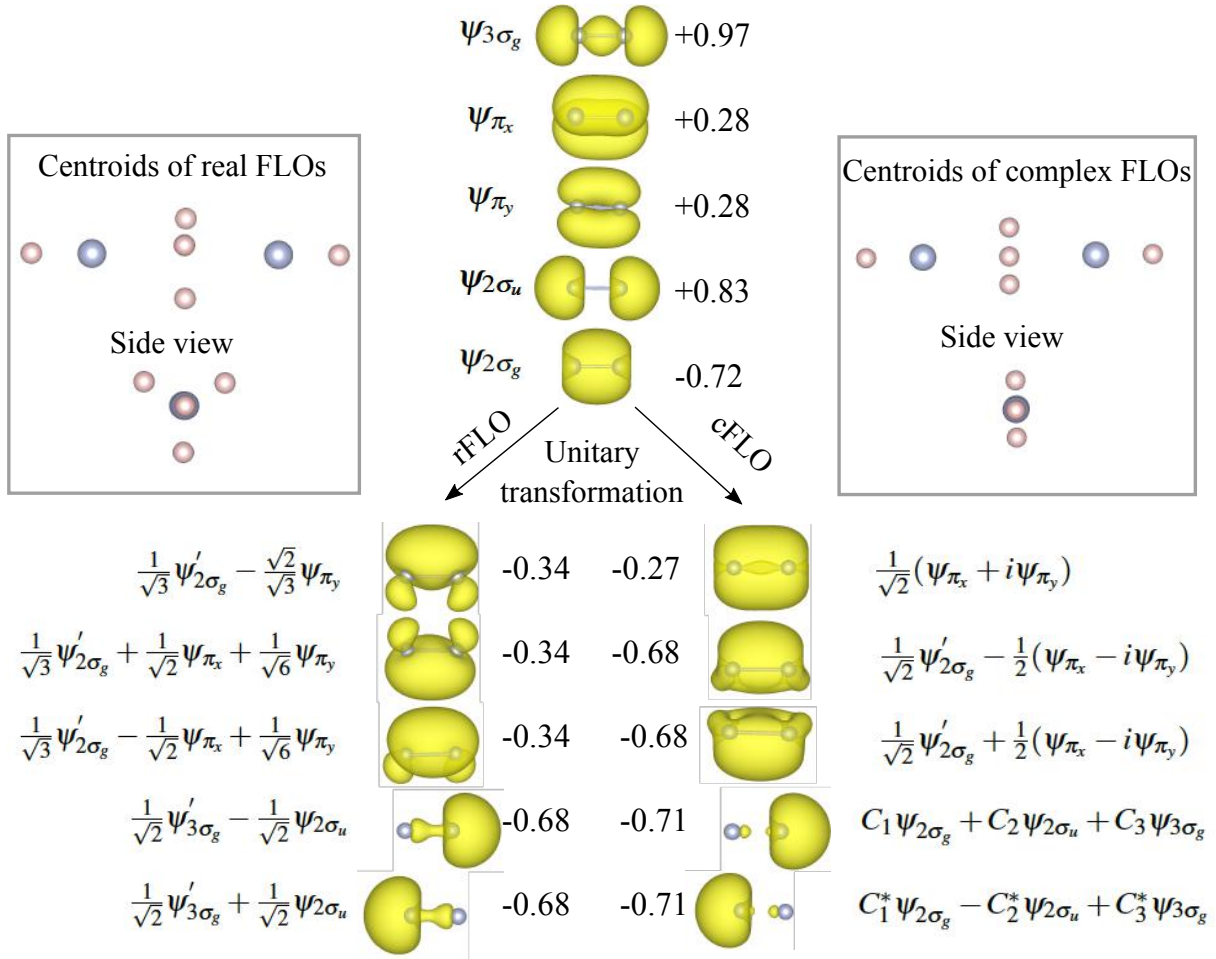 ψ3σg +0.97
ψπx +0.28
Centroids of real FLOs
Centroids of complex FLOs
ψπy +0.28
ψ2σu +0.83
Side view
Side view
ψ2σg -0.72
rFLO
cFLO
Unitary
transformation
1/√3 ψ′2σg − √2/√3 ψπy -0.34 -0.27 1/√2 (ψπx + iψπy)
1/√3 ψ′2σg + 1/√2 ψπx + 1/√6 ψπy -0.34 -0.68 1/√2 ψ′2σg − 1/2 (ψπx − iψπy)
1/√3 ψ′2σg − 1/√2 ψπx + 1/√6 ψπy -0.34 -0.68 1/√2 ψ′2σg + 1/2 (ψπx − iψπy)
1/√2 ψ′3σg − 1/√2 ψ2σu -0.68 -0.71 C1ψ2σg + C2ψ2σu + C3ψ3σg
1/√2 ψ′3σg + 1/√2 ψ2σu -0.68 -0.71 C1*ψ2σg − C2*ψ2σu + C3*ψ3σg